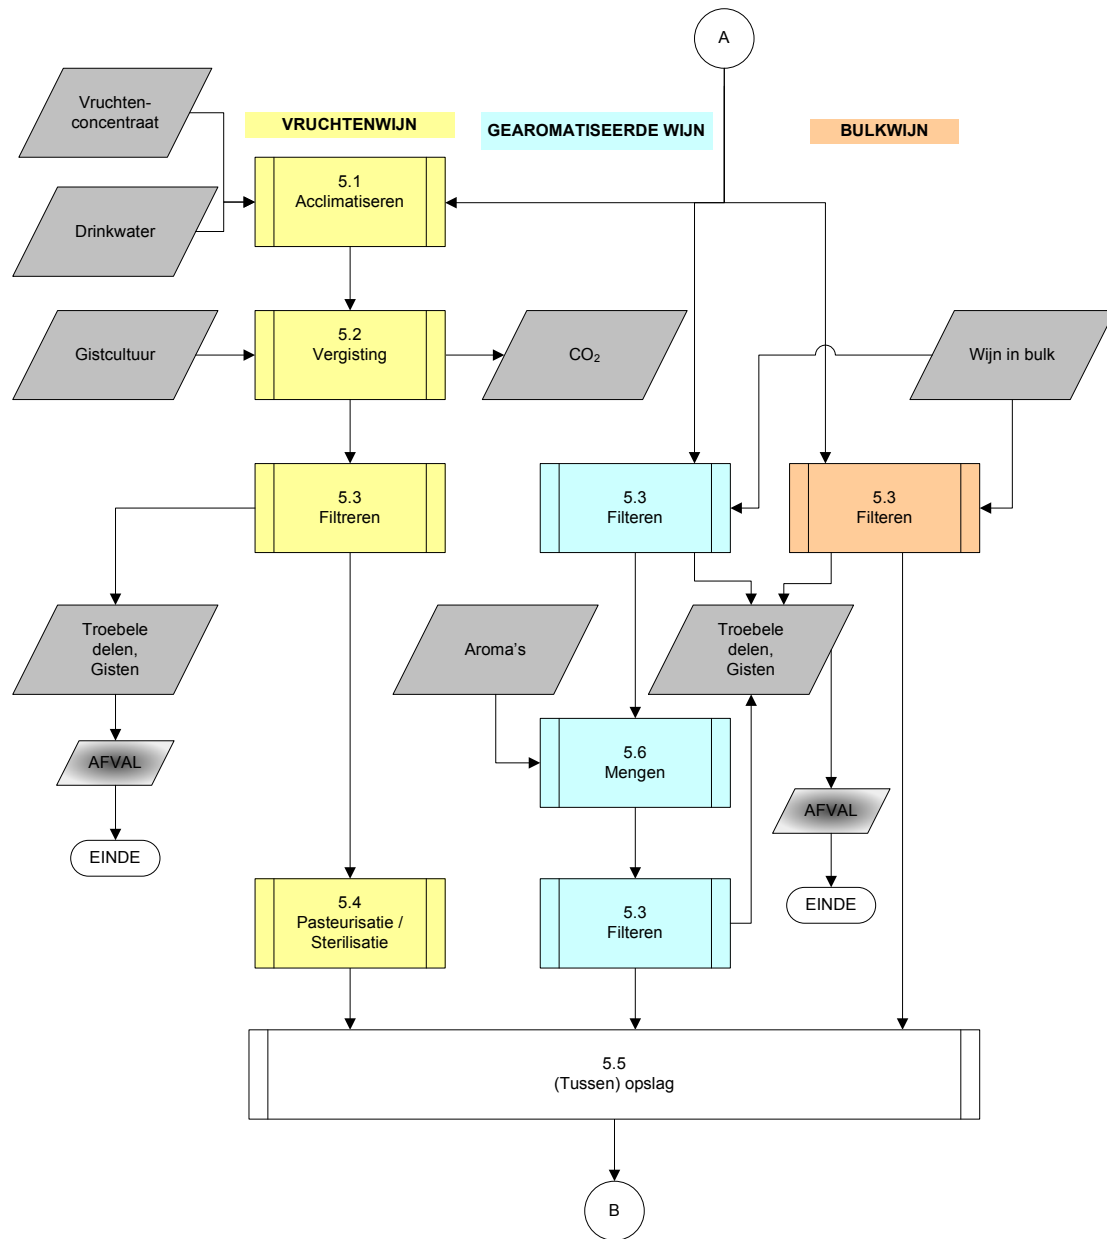 A
Vruchten-
concentraat
VRUCHTENWIJN
GEAROMATISEERDE WIJN
BULKWIJN
5.1
Acclimatiseren
Drinkwater
Gistcultuur
5.2
Vergisting
CO₂
Wijn in bulk
5.3
Filtreren
5.3
Filteren
5.3
Filteren
Troebele
delen,
Gisten
Aroma's
Troebele
delen,
Gisten
AFVAL
5.6
Mengen
AFVAL
EINDE
5.4
Pasteurisatie /
Sterilisatie
5.3
Filteren
EINDE
5.5
(Tussen) opslag
B